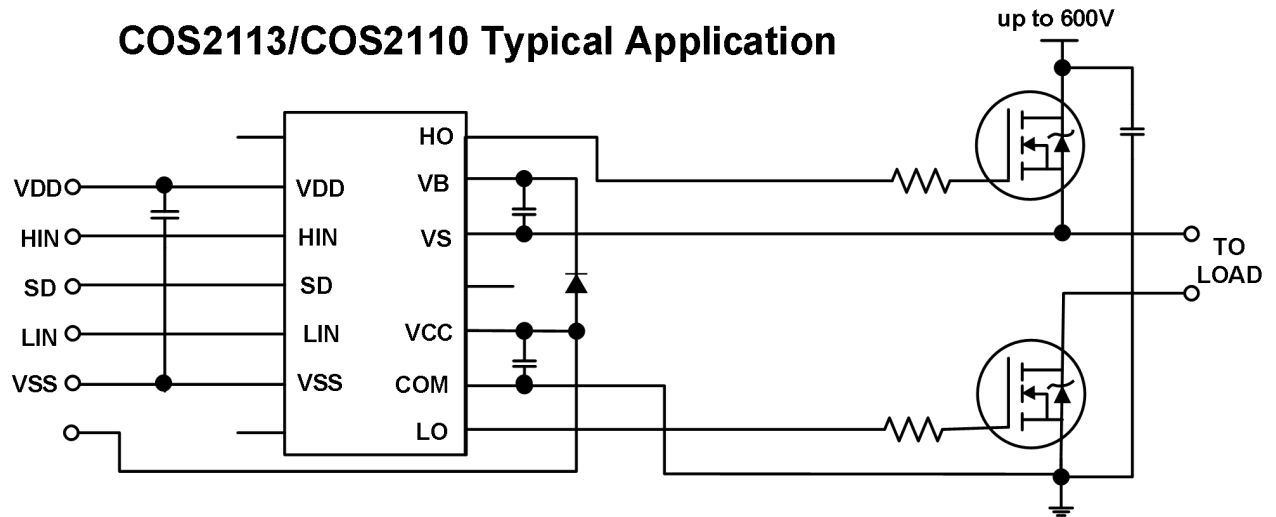 COS2113/COS2110 Typical Application
up to 600V
HO
VDD
VDD
VB
HIN
HIN
VS
TO
LOAD
SD
SD
LIN
LIN
VCC
VSS
VSS
COM
LO